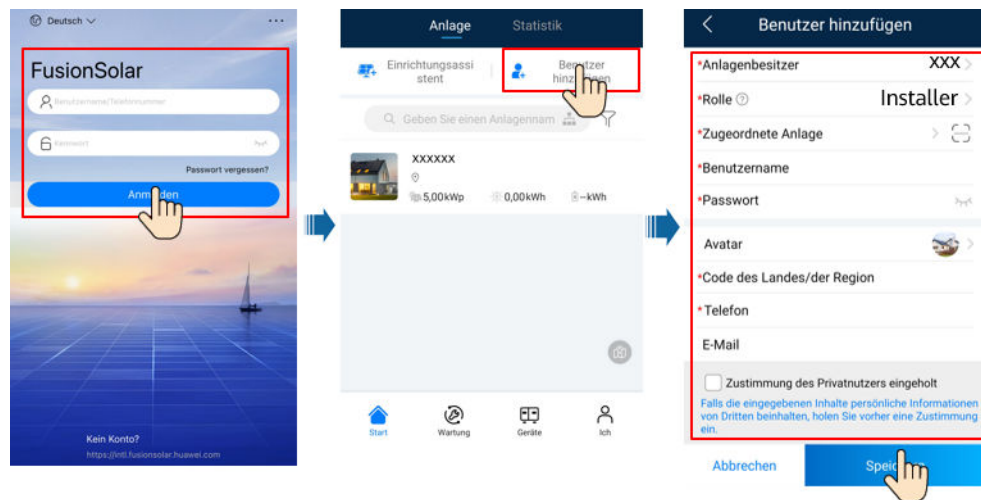 Deutsch
...
FusionSolar
Benutzername/Telefonnummer
Kennwort
Passwort vergessen?
Anmelden
Kein Konto?
https://intl.fusionsolar.huawei.com
Anlage Statistik
Einrichtungsassi
stent
Benutzer
hinzufügen
Geben Sie einen Anlagennam
XXXXXX
5,00kWp 0,00kWh –kWh
Start Wartung Geräte Ich
Benutzer hinzufügen
*Anlagenbesitzer XXX >
*Rolle ? Installer >
*Zugeordnete Anlage >
*Benutzername
*Passwort
Avatar >
*Code des Landes/der Region
*Telefon
E-Mail
Zustimmung des Privatnutzers eingeholt
Falls die eingegebenen Inhalte persönliche Informationen
von Dritten beinhalten, holen Sie vorher eine Zustimmung
ein.
Abbrechen Speichern